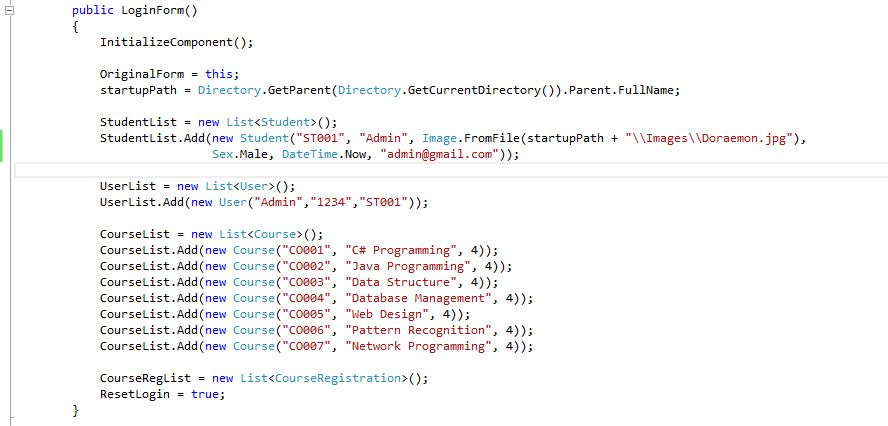 public LoginForm()
{
InitializeComponent();
OriginalForm = this;
startupPath = Directory.GetParent(Directory.GetCurrentDirectory()).Parent.FullName;
StudentList = new List<Student>();
StudentList.Add(new Student("ST001", "Admin", Image.FromFile(startupPath + "\\Images\\Doraemon.jpg"),
Sex.Male, DateTime.Now, "admin@gmail.com"));
UserList = new List<User>();
UserList.Add(new User("Admin","1234","ST001"));
CourseList = new List<Course>();
CourseList.Add(new Course("CO001", "C# Programming", 4));
CourseList.Add(new Course("CO002", "Java Programming", 4));
CourseList.Add(new Course("CO003", "Data Structure", 4));
CourseList.Add(new Course("CO004", "Database Management", 4));
CourseList.Add(new Course("CO005", "Web Design", 4));
CourseList.Add(new Course("CO006", "Pattern Recognition", 4));
CourseList.Add(new Course("CO007", "Network Programming", 4));
CourseRegList = new List<CourseRegistration>();
ResetLogin = true;
}